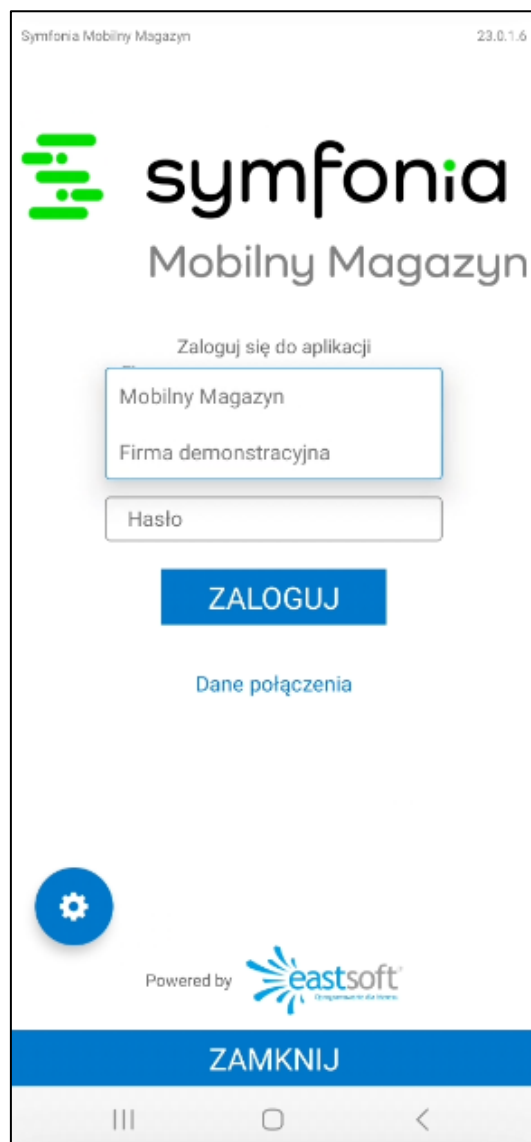 Symfonia Mobilny Magazyn 23.0.1.6
symfonia
Mobilny Magazyn
Zaloguj się do aplikacji
Mobilny Magazyn
Firma demonstracyjna
Hasło
ZALOGUJ
Dane połączenia
Powered by eastsoft
ZAMKNIJ